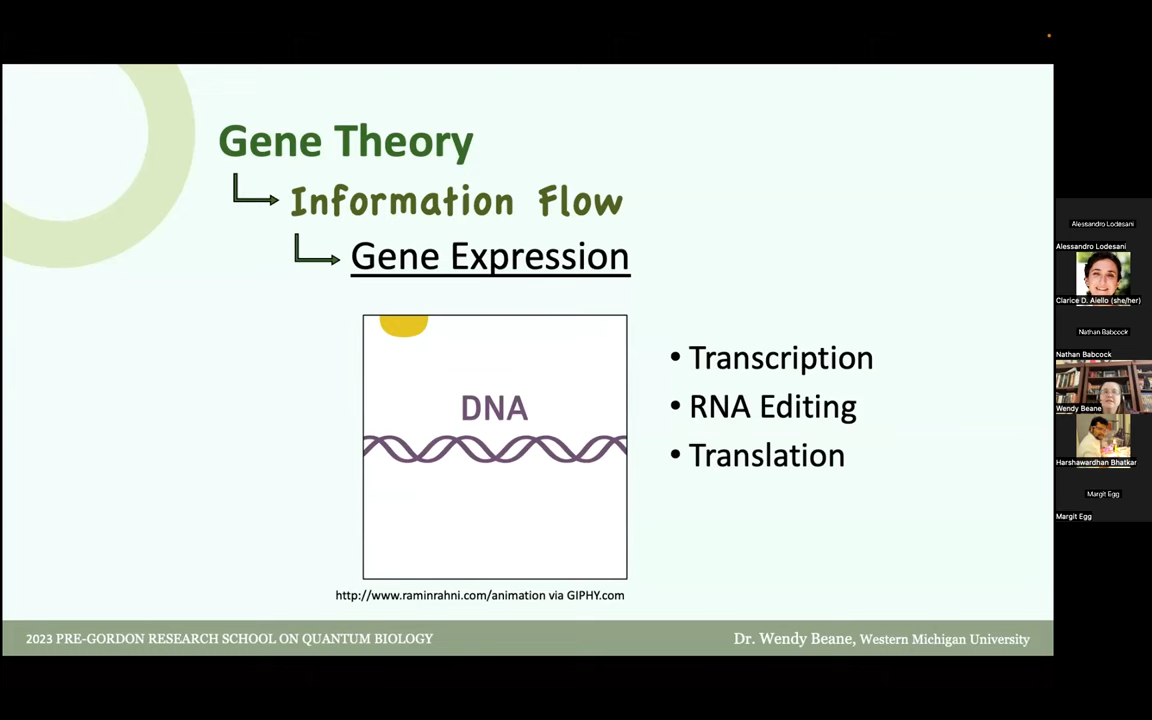 Gene Theory
Information Flow
Gene Expression
DNA
• Transcription
• RNA Editing
• Translation
http://www.raminrahni.com/animation via GIPHY.com
2023 PRE-GORDON RESEARCH SCHOOL ON QUANTUM BIOLOGY
Dr. Wendy Beane, Western Michigan University
Alessandro Lodesani
Alessandro Lodesani
Clarice D. Aiello (she/her)
Nathan Babcock
Nathan Babcock
Wendy Beane
Harshawardhan Bhatkar
Margit Egg
Margit Egg